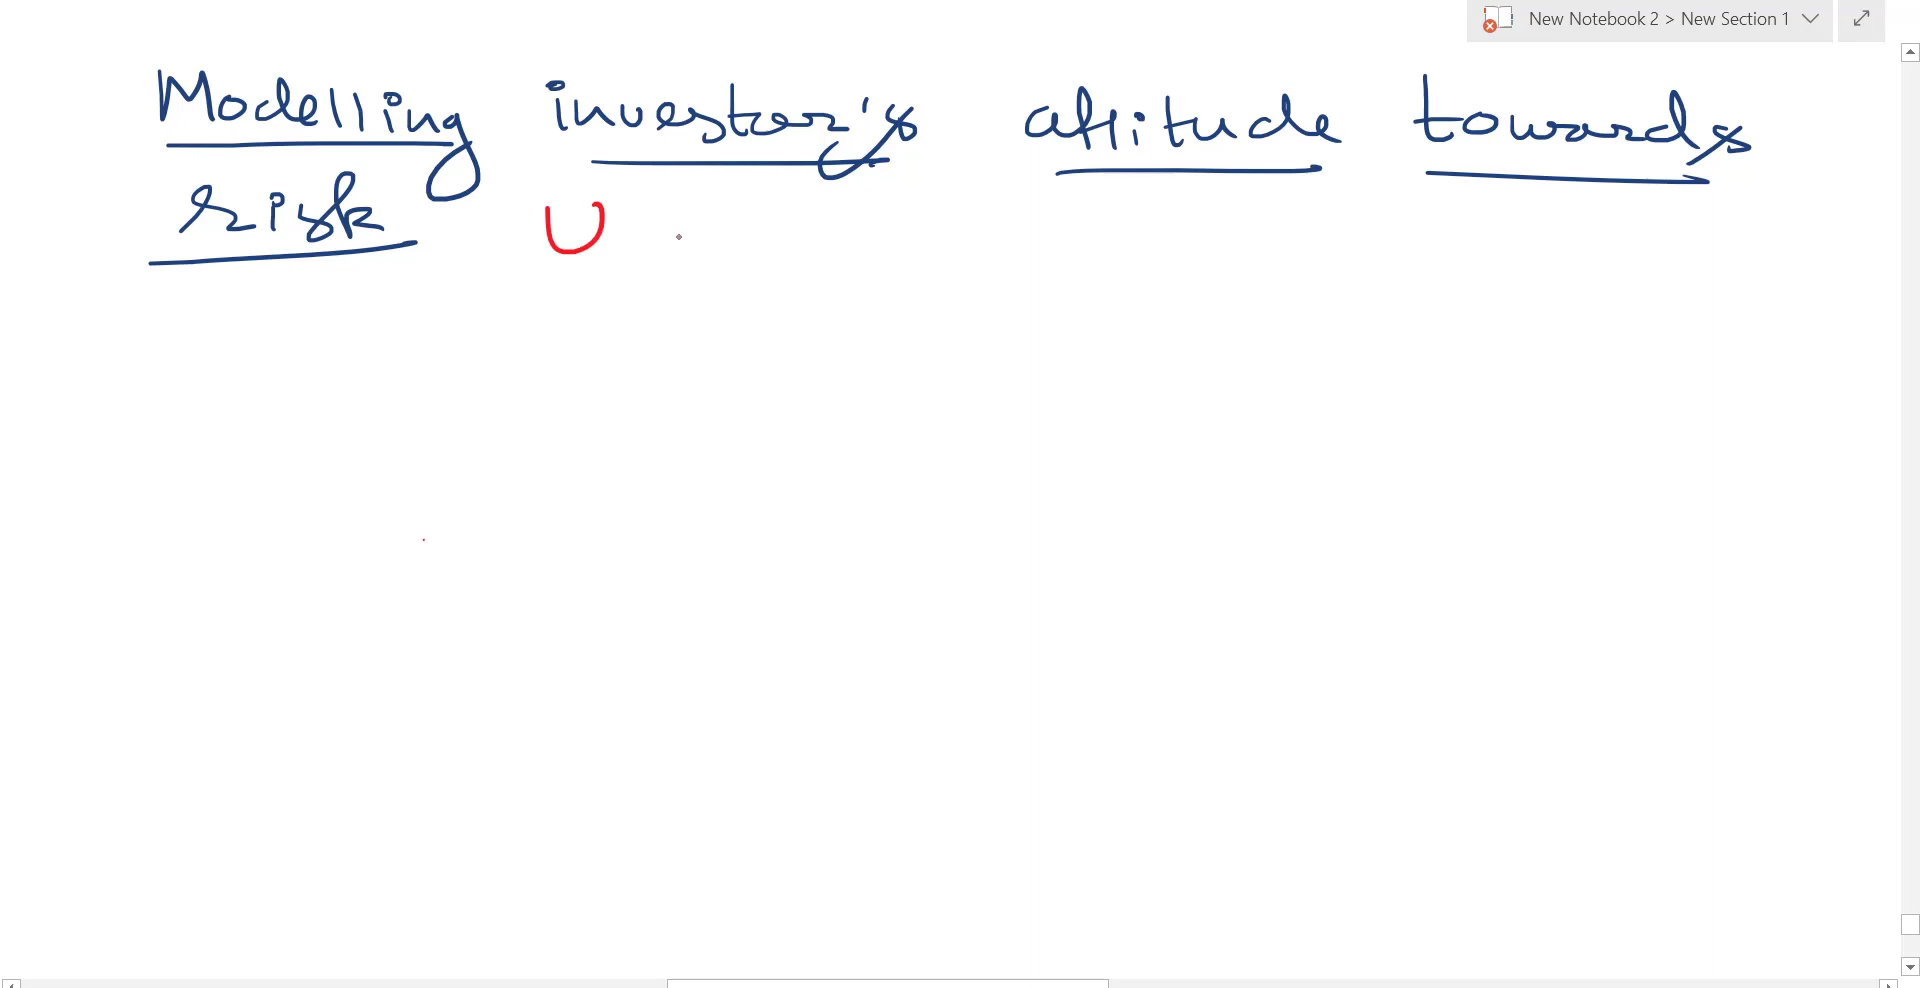 New Notebook 2 > New Section 1
Modelling investor's attitude towards
risk U